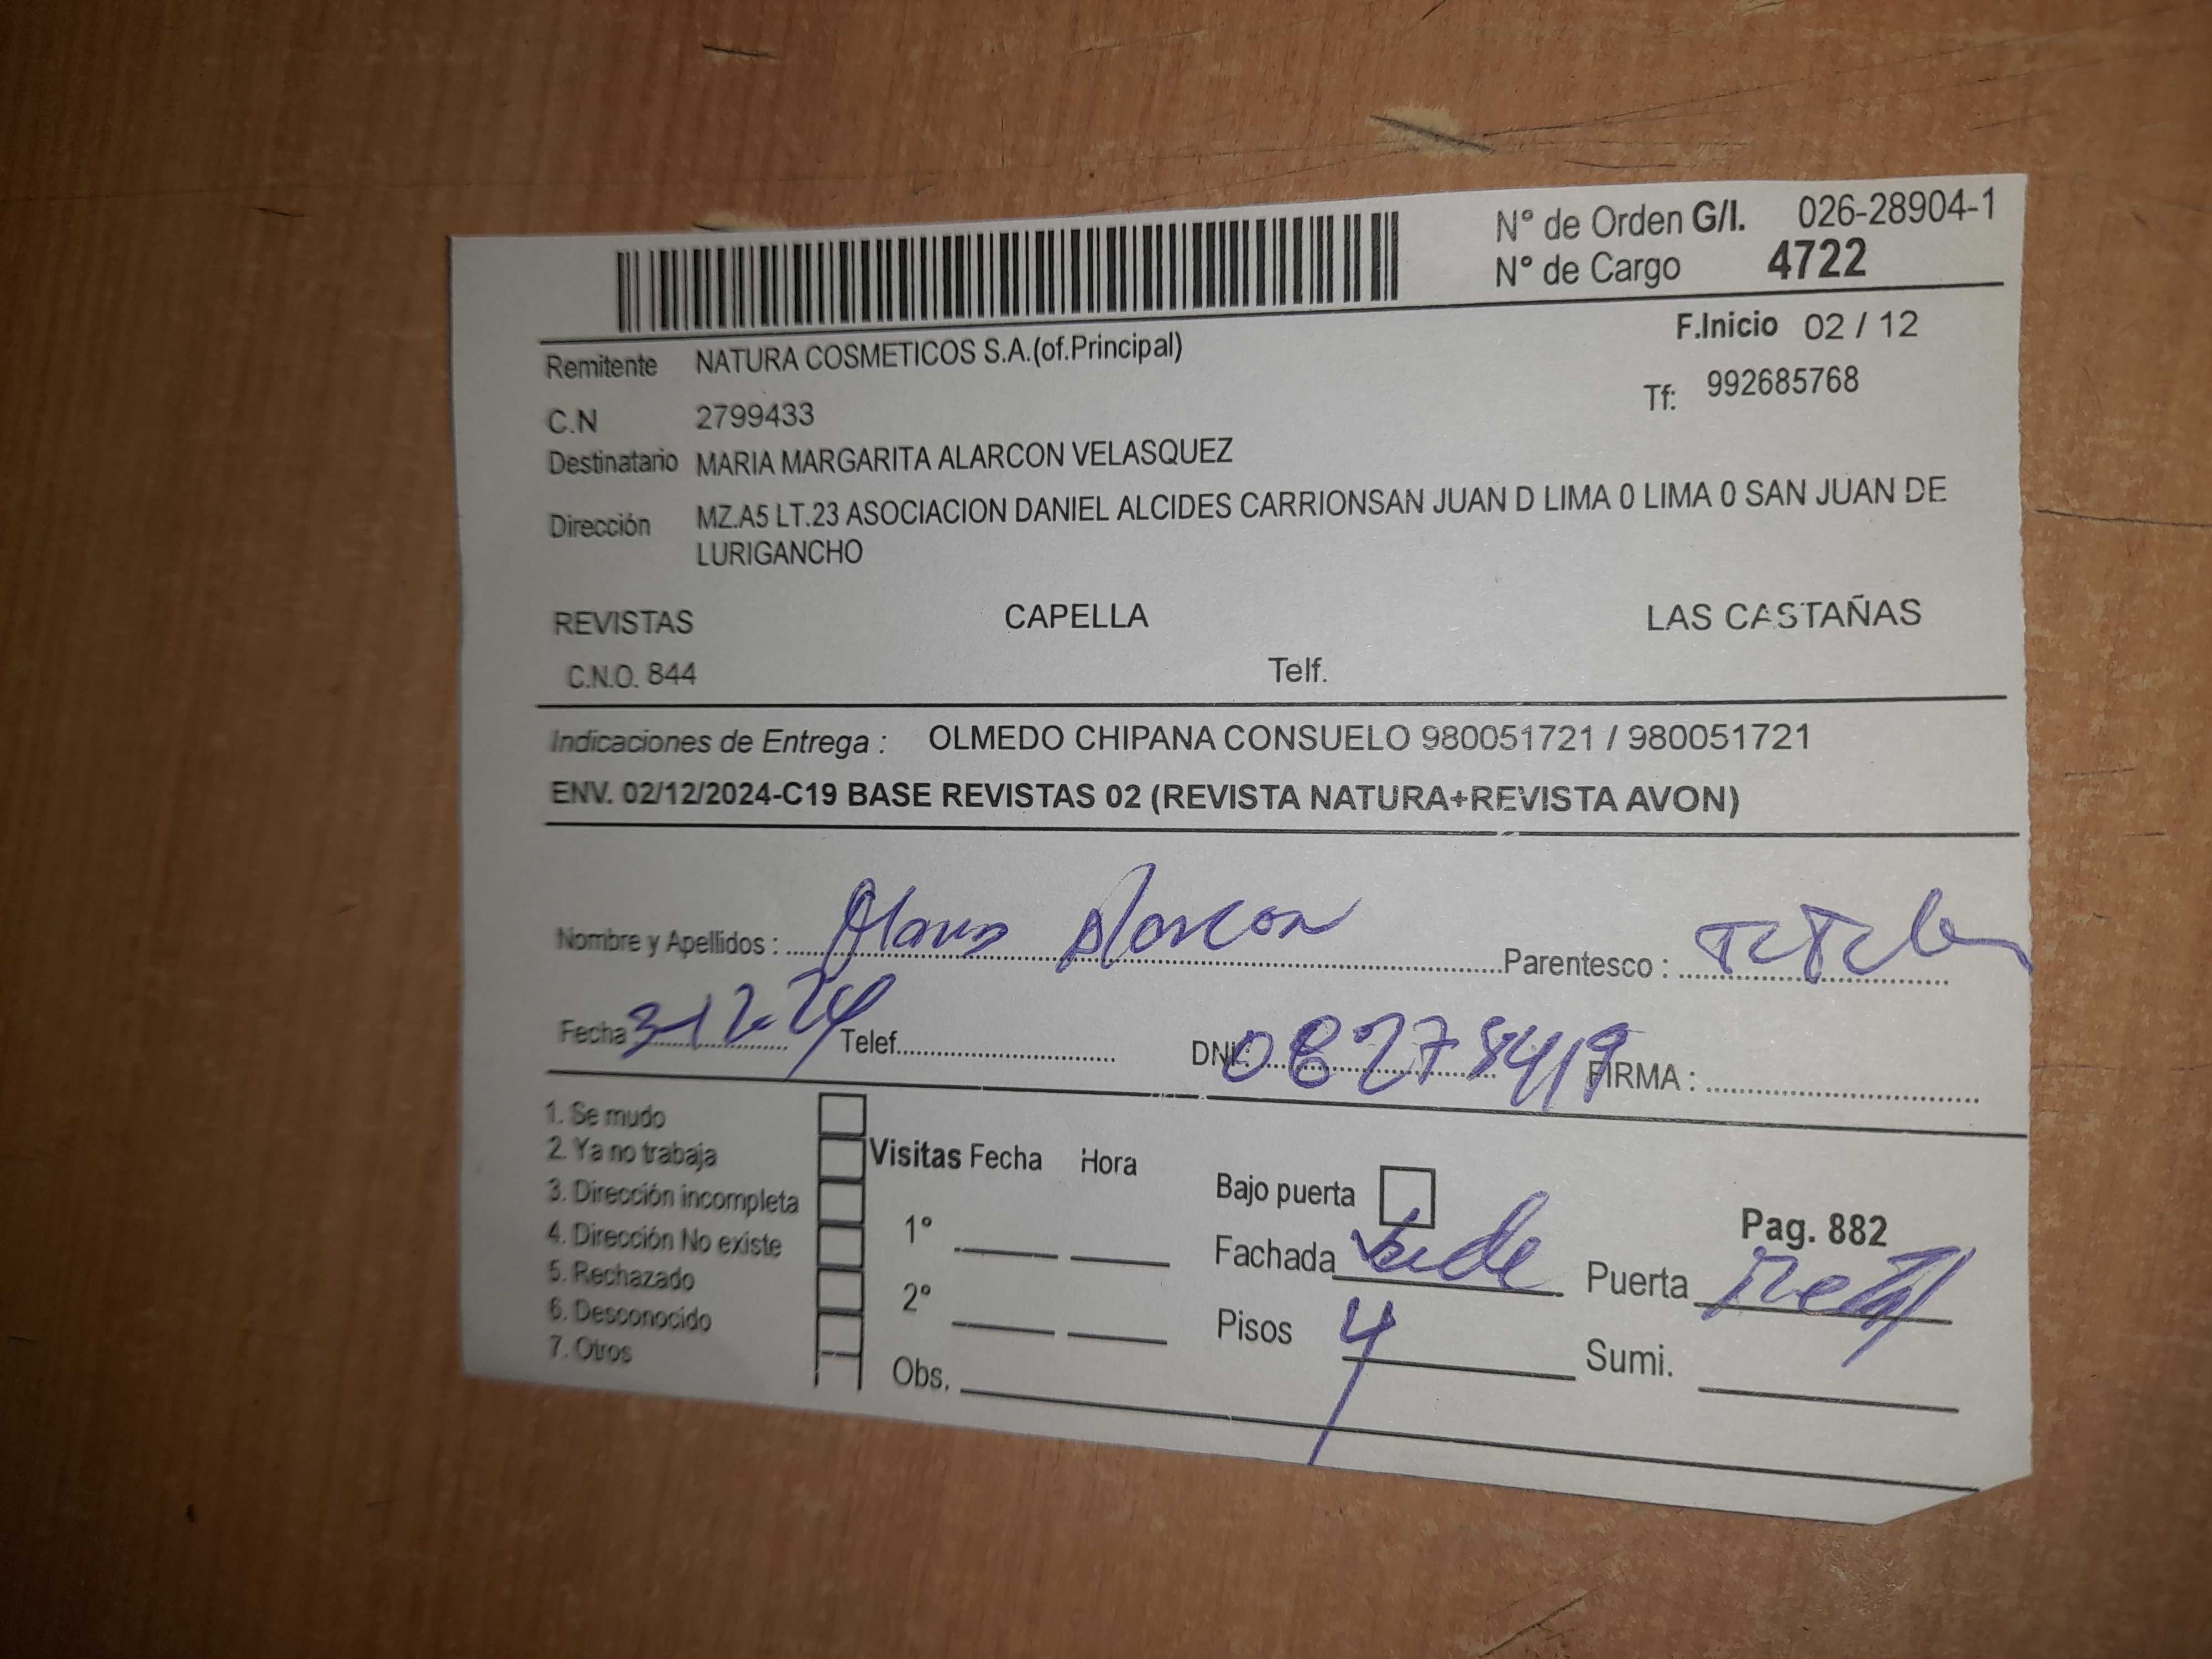 N° de Orden G/I. 026-28904-1
N° de Cargo 4722
F.Inicio 02 / 12
Remitente NATURA COSMETICOS S.A.(of.Principal)
Tf: 992685768
C.N 2799433
Destinatario MARIA MARGARITA ALARCON VELASQUEZ
Dirección MZ.A5 LT.23 ASOCIACION DANIEL ALCIDES CARRIONSAN JUAN D LIMA 0 LIMA 0 SAN JUAN DE
LURIGANCHO
REVISTAS CAPELLA LAS CASTAÑAS
C.N.O. 844 Telf.
Indicaciones de Entrega : OLMEDO CHIPANA CONSUELO 980051721 / 980051721
ENV. 02/12/2024-C19 BASE REVISTAS 02 (REVISTA NATURA+REVISTA AVON)
Nombre y Apellidos : Alarcon Parentesco :
Fecha 3-12-24 Telef. DNI: 08278419 FIRMA :
1. Se mudo
2. Ya no trabaja
3. Dirección incompleta
4. Dirección No existe
5. Rechazado
6. Desconocido
7. Otros
Visitas Fecha Hora
1°
2°
Obs.
Bajo puerta
Pag. 882
Fachada verde Puerta metal
Pisos 4 Sumi.